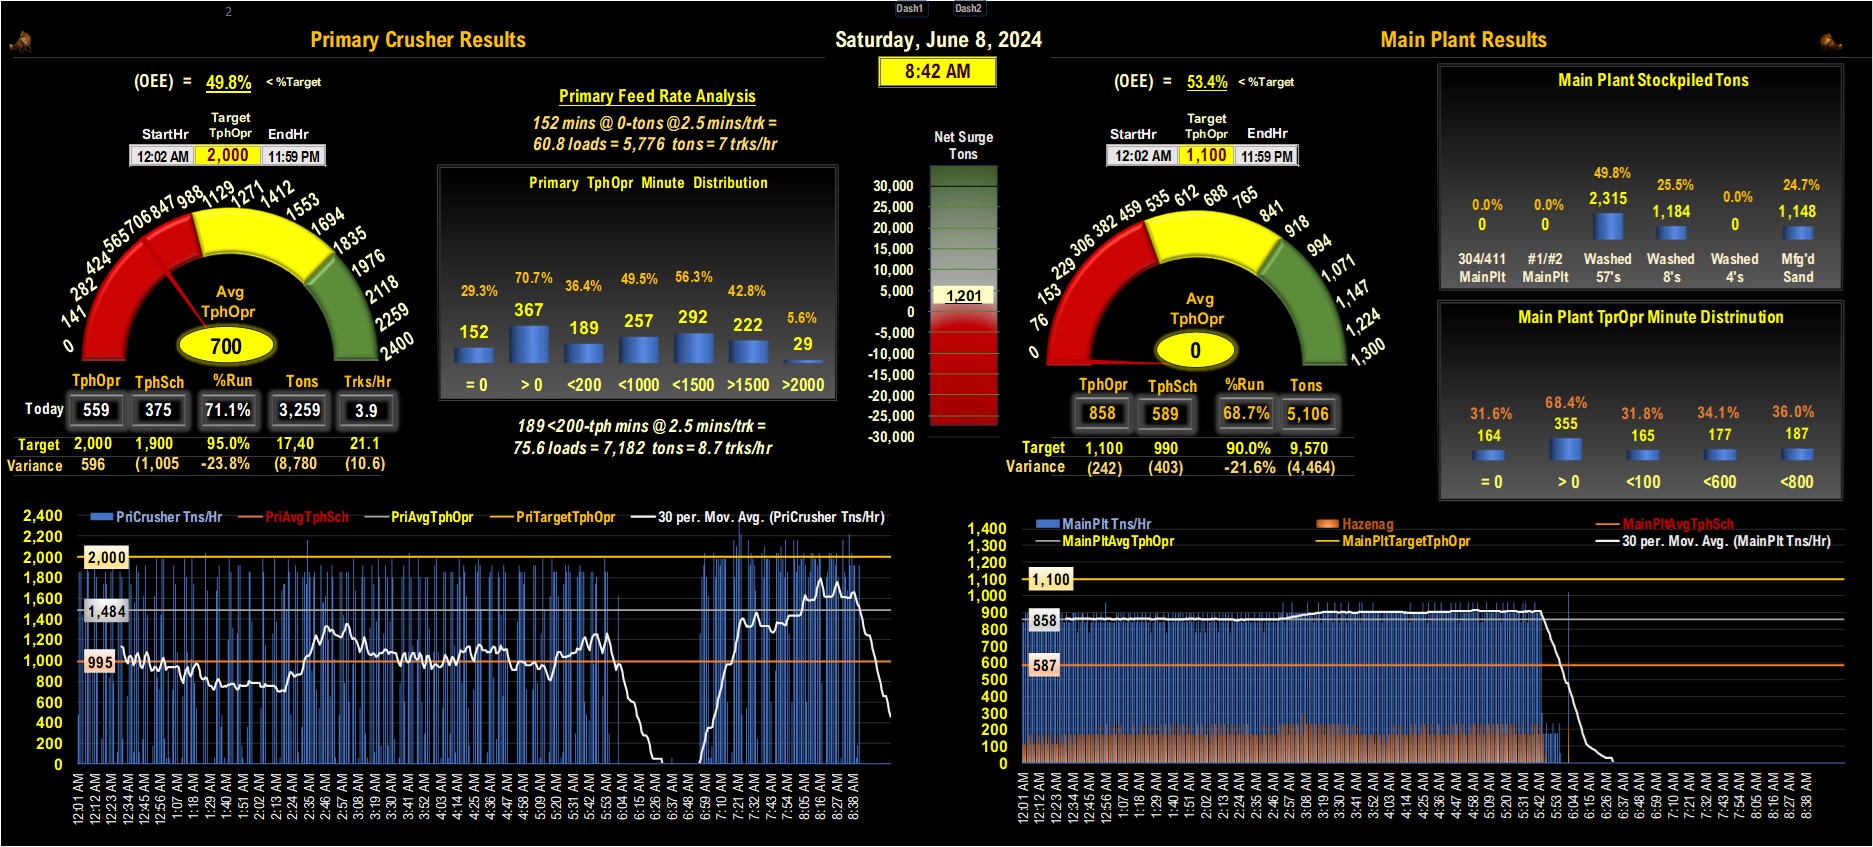 2
Dash1 Dash2
Primary Crusher Results
Saturday, June 8, 2024
Main Plant Results
8:42 AM
(OEE) = 49.8% < %Target
Primary Feed Rate Analysis
152 mins @ 0-tons @2.5 mins/trk =
60.8 loads = 5,776 tons = 7 trks/hr
Target
StartHr TphOpr EndHr
12:02 AM 2,000 11:59 PM
0 141 282 424 565 706 847 988 1129 1271 1412 1553 1694 1835 1976 2118 2259 2400
Avg
TphOpr
700
TphOpr TphSch %Run Tons Trks/Hr
Today 559 375 71.1% 3,259 3.9
Target 2,000 1,900 95.0% 17,40 21.1
Variance 596 (1,005 -23.8% (8,780 (10.6)
Primary TphOpr Minute Distribution
29.3% 70.7% 36.4% 49.5% 56.3% 42.8% 5.6%
152 367 189 257 292 222 29
= 0 > 0 <200 <1000 <1500 >1500 >2000
189 <200-tph mins @ 2.5 mins/trk =
75.6 loads = 7,182 tons = 8.7 trks/hr
Net Surge
Tons
30,000
25,000
20,000
15,000
10,000
5,000
1,201
0
-5,000
-10,000
-15,000
-20,000
-25,000
-30,000
(OEE) = 53.4% < %Target
Target
StartHr TphOpr EndHr
12:02 AM 1,100 11:59 PM
0 76 153 229 306 382 459 535 612 688 765 841 918 994 1,071 1,147 1,224 1,300
Avg
TphOpr
0
TphOpr TphSch %Run Tons
858 589 68.7% 5,106
Target 1,100 990 90.0% 9,570
Variance (242) (403) -21.6% (4,464)
Main Plant Stockpiled Tons
0.0% 0.0% 49.8% 25.5% 0.0% 24.7%
0 0 2,315 1,184 0 1,148
304/411 #1/#2 Washed Washed Washed Mfg'd
MainPlt MainPlt 57's 8's 4's Sand
Main Plant TprOpr Minute Distrinution
31.6% 68.4% 31.8% 34.1% 36.0%
164 355 165 177 187
= 0 > 0 <100 <600 <800
PriCrusher Tns/Hr PriAvgTphSch PriAvgTphOpr PriTargetTphOpr 30 per. Mov. Avg. (PriCrusher Tns/Hr)
2,400
2,200
2,000
1,800
1,600
1,400
1,200
1,000
800
600
400
200
0
2,000
1,484
995
12:01 AM 12:12 AM 12:23 AM 12:34 AM 12:45 AM 12:56 AM 1:07 AM 1:18 AM 1:29 AM 1:40 AM 1:51 AM 2:02 AM 2:13 AM 2:24 AM 2:35 AM 2:46 AM 2:57 AM 3:08 AM 3:19 AM 3:30 AM 3:41 AM 3:52 AM 4:03 AM 4:14 AM 4:25 AM 4:36 AM 4:47 AM 4:58 AM 5:09 AM 5:20 AM 5:31 AM 5:42 AM 5:53 AM 6:04 AM 6:15 AM 6:26 AM 6:37 AM 6:48 AM 6:59 AM 7:10 AM 7:21 AM 7:32 AM 7:43 AM 7:54 AM 8:05 AM 8:16 AM 8:27 AM 8:38 AM
MainPlt Tns/Hr Hazenag MainPltAvgTphSch
MainPltAvgTphOpr MainPltTargetTphOpr 30 per. Mov. Avg. (MainPlt Tns/Hr)
1,400
1,300
1,200
1,100
1,000
900
800
700
600
500
400
300
200
100
0
1,100
858
587
12:01 AM 12:12 AM 12:23 AM 12:34 AM 12:45 AM 12:56 AM 1:07 AM 1:18 AM 1:29 AM 1:40 AM 1:51 AM 2:02 AM 2:13 AM 2:24 AM 2:35 AM 2:46 AM 2:57 AM 3:08 AM 3:19 AM 3:30 AM 3:41 AM 3:52 AM 4:03 AM 4:14 AM 4:25 AM 4:36 AM 4:47 AM 4:58 AM 5:09 AM 5:20 AM 5:31 AM 5:42 AM 5:53 AM 6:04 AM 6:15 AM 6:26 AM 6:37 AM 6:48 AM 6:59 AM 7:10 AM 7:21 AM 7:32 AM 7:43 AM 7:54 AM 8:05 AM 8:16 AM 8:27 AM 8:38 AM